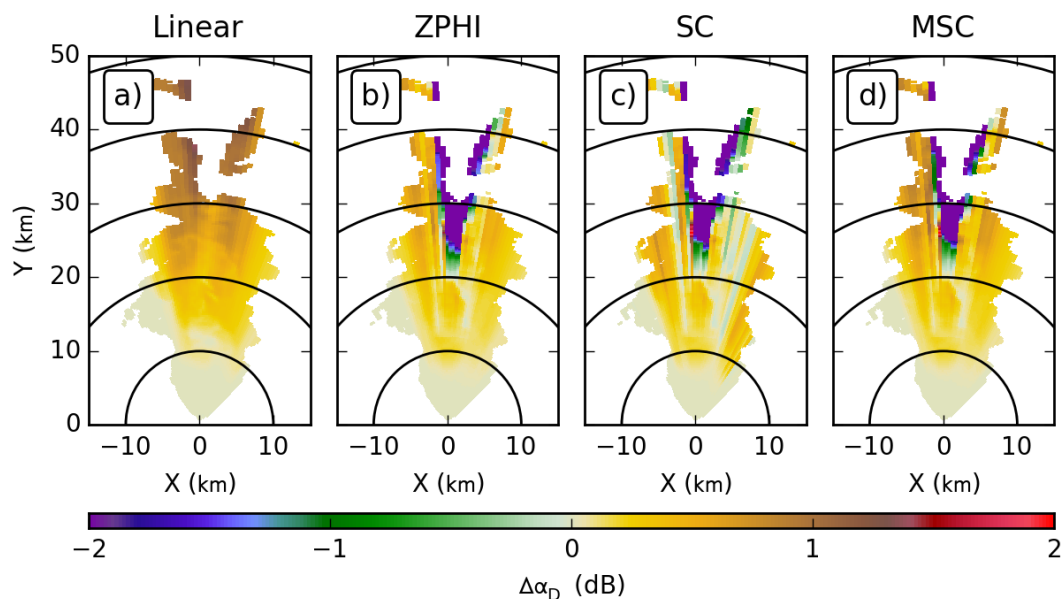 Linear ZPHI SC MSC
50
40
30
20
10
0
Y (km)
a) b) c) d)
−10 0 10 −10 0 10 −10 0 10 −10 0 10
X (km) X (km) X (km) X (km)
−2 −1 0 1 2
Δα_D (dB)